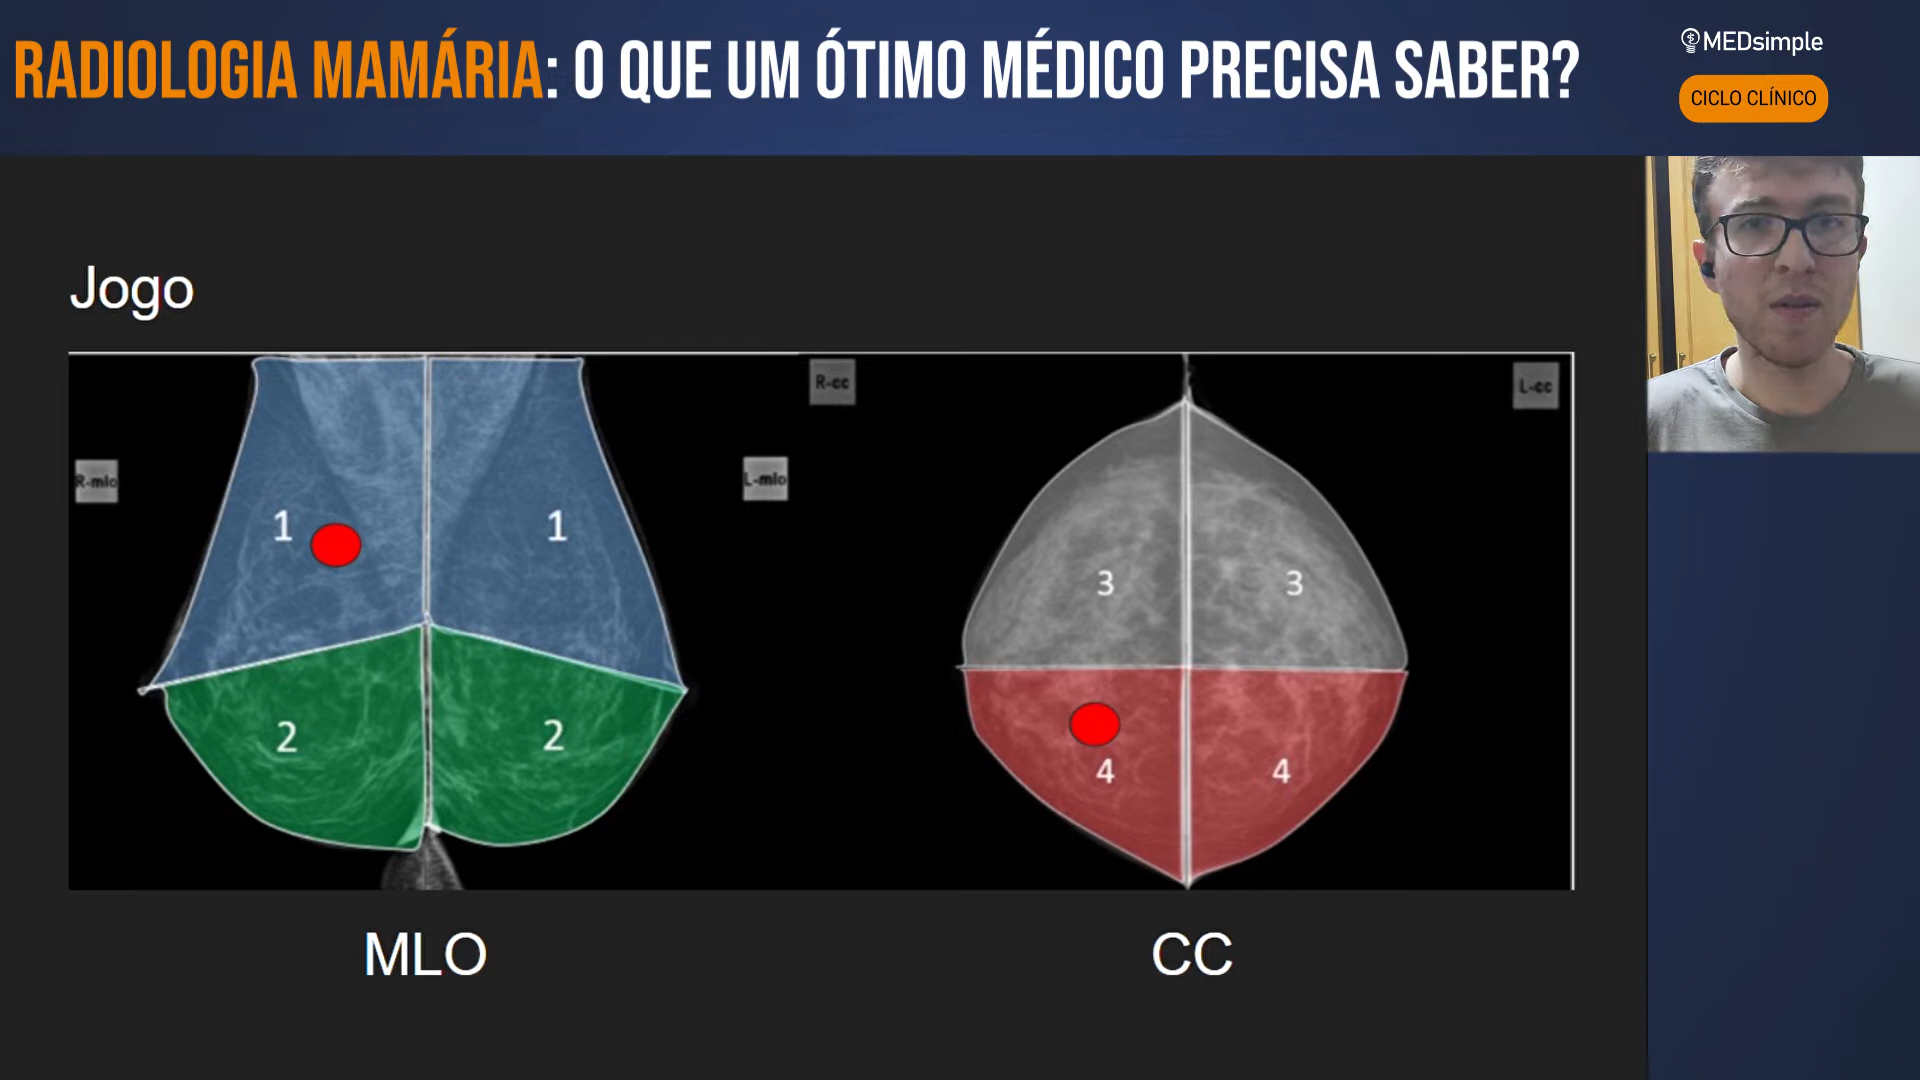 RADIOLOGIA MAMÁRIA: O QUE UM ÓTIMO MÉDICO PRECISA SABER?
MEDsimple
CICLO CLÍNICO
Jogo
R-cc
L-cc
R-mlo
L-mlo
1
1
3
3
2
2
4
4
MLO
CC